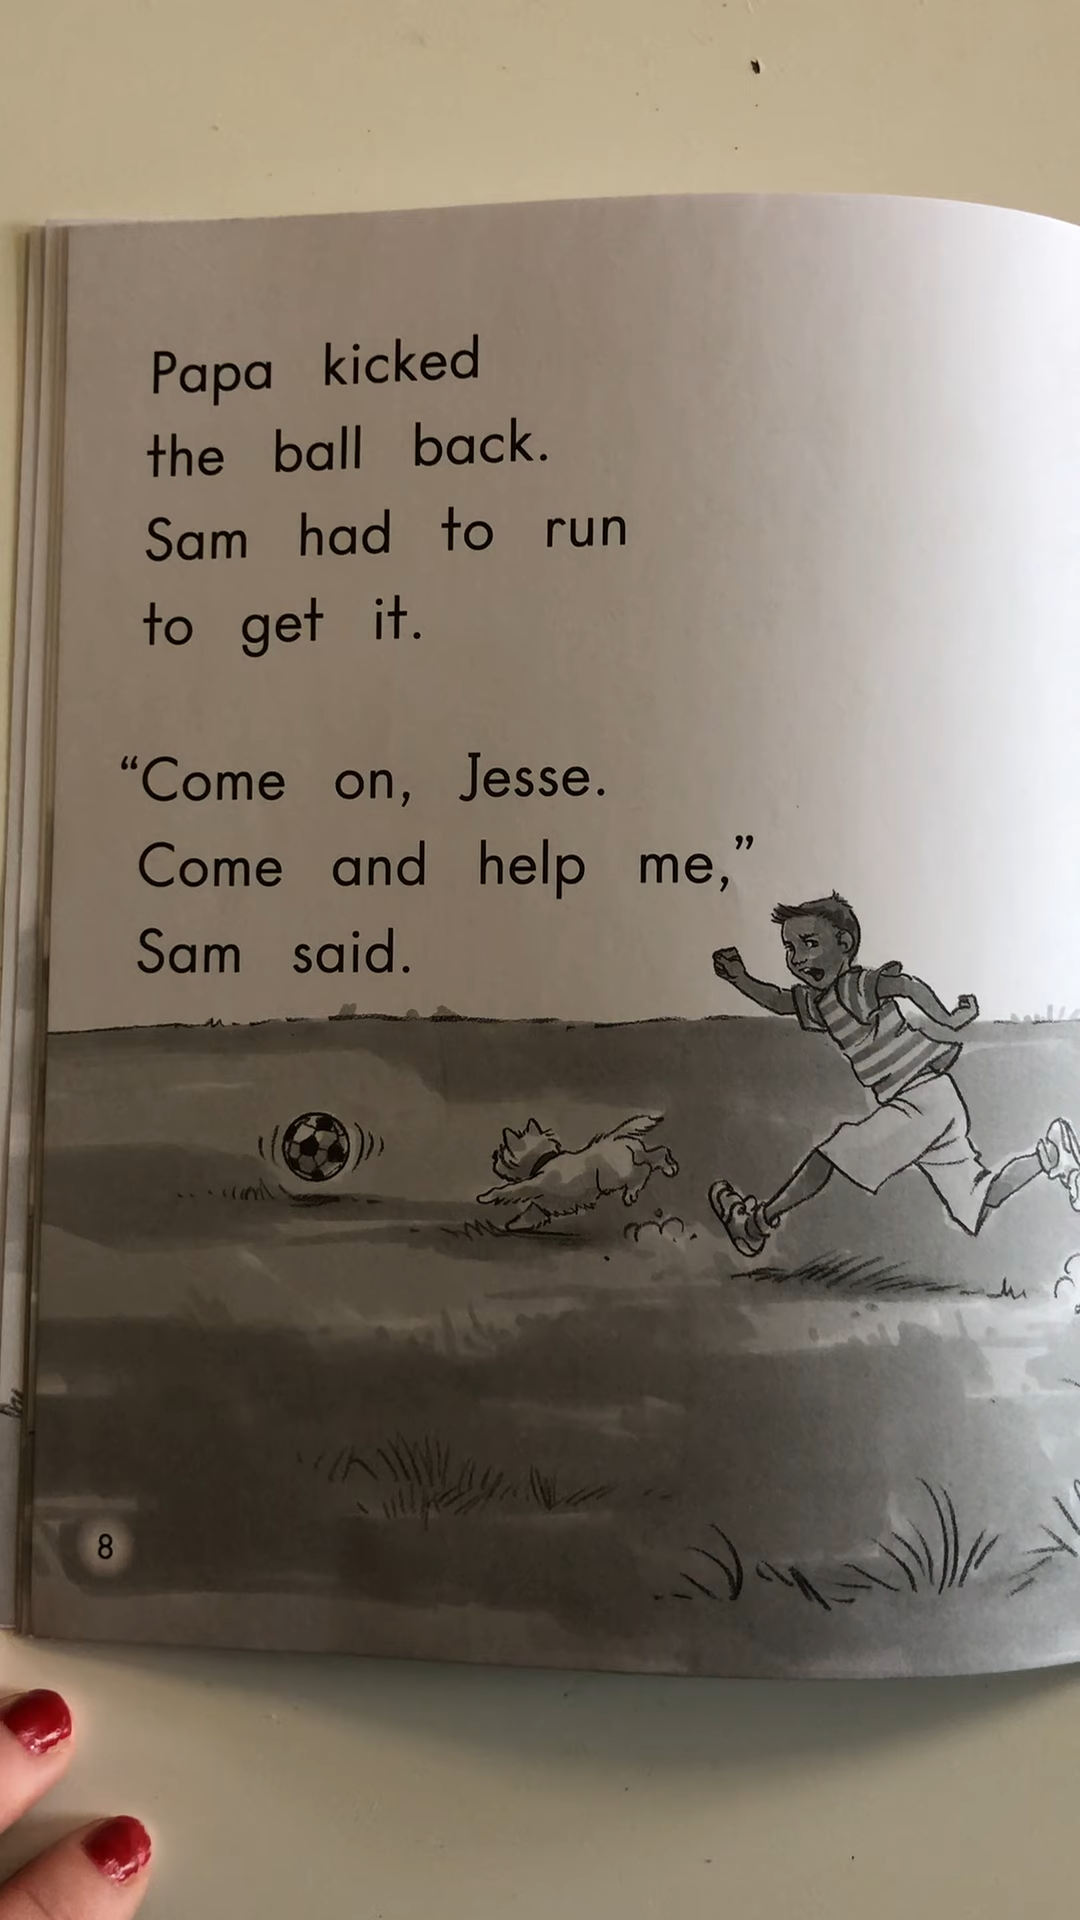 Papa kicked
the ball back.
Sam had to run
to get it.
“Come on, Jesse.
Come and help me,”
Sam said.
8